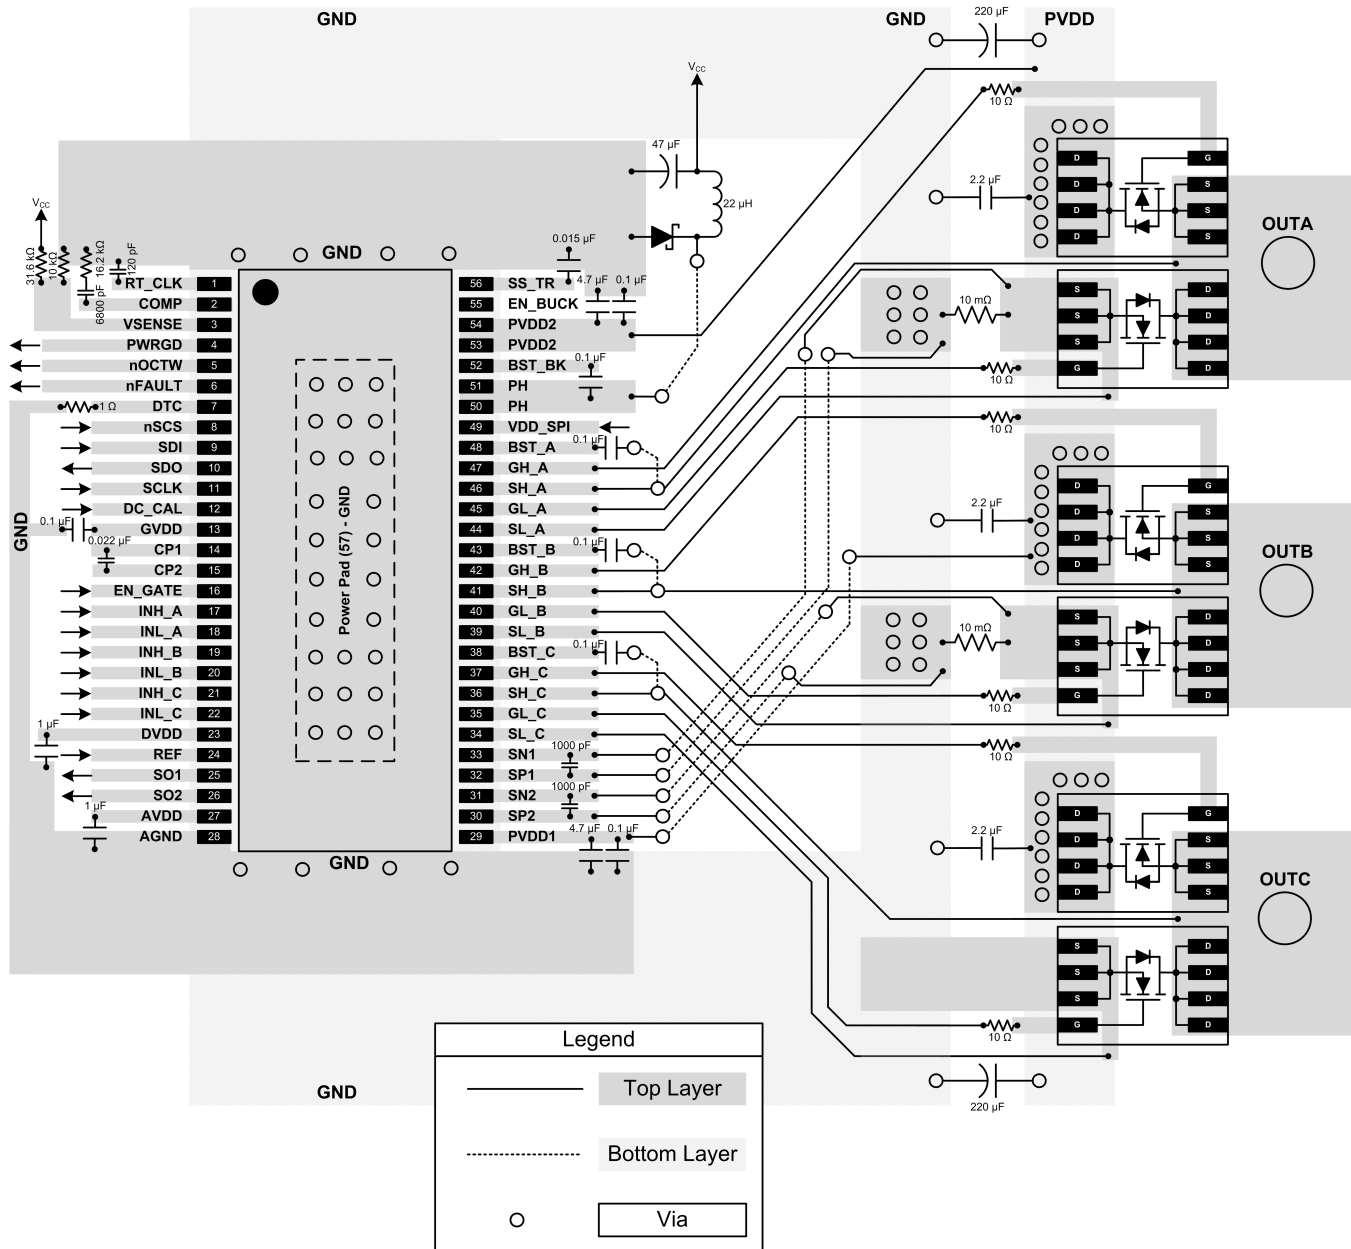 GND
GND
220 µF
PVDD
VCC
10 Ω
47 µF
22 µH
2.2 µF
D
D
D
D
G
S
S
S
OUTA
VCC
31.6 kΩ
10 kΩ
16.2 kΩ
120 pF
6800 pF
GND
0.015 µF
4.7 µF
0.1 µF
RT_CLK 1
COMP 2
VSENSE 3
PWRGD 4
nOCTW 5
nFAULT 6
1 Ω
DTC 7
nSCS 8
SDI 9
SDO 10
SCLK 11
DC_CAL 12
0.1 µF
GVDD 13
0.022 µF
CP1 14
CP2 15
EN_GATE 16
INH_A 17
INL_A 18
INH_B 19
INL_B 20
INH_C 21
INL_C 22
1 µF
DVDD 23
REF 24
SO1 25
SO2 26
1 µF
AVDD 27
AGND 28
GND
Power Pad (57) - GND
56 SS_TR
55 EN_BUCK
54 PVDD2
53 PVDD2
52 BST_BK
0.1 µF
51 PH
50 PH
49 VDD_SPI
48 BST_A
0.1 µF
47 GH_A
46 SH_A
45 GL_A
44 SL_A
43 BST_B
0.1 µF
42 GH_B
41 SH_B
40 GL_B
39 SL_B
38 BST_C
0.1 µF
37 GH_C
36 SH_C
35 GL_C
34 SL_C
33 SN1
1000 pF
32 SP1
31 SN2
1000 pF
30 SP2
29 PVDD1
4.7 µF
0.1 µF
GND
10 mΩ
S
S
S
G
D
D
D
D
10 Ω
10 Ω
2.2 µF
D
D
D
D
G
S
S
S
OUTB
10 mΩ
S
S
S
G
D
D
D
D
10 Ω
10 Ω
2.2 µF
D
D
D
D
G
S
S
S
OUTC
S
S
S
G
D
D
D
D
10 Ω
220 µF
GND
Legend
Top Layer
Bottom Layer
Via